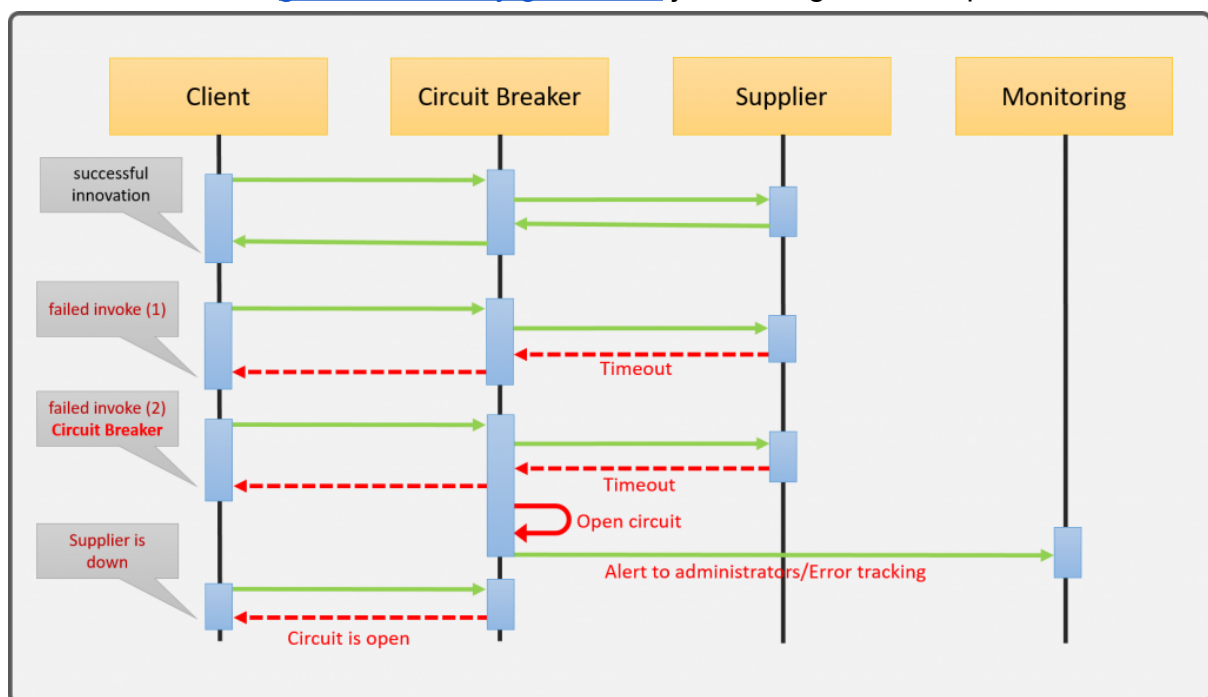 Client
Circuit Breaker
Supplier
Monitoring
successful
innovation
failed invoke (1)
Timeout
failed invoke (2)
Circuit Breaker
Timeout
Open circuit
Supplier is
down
Alert to administrators/Error tracking
Circuit is open